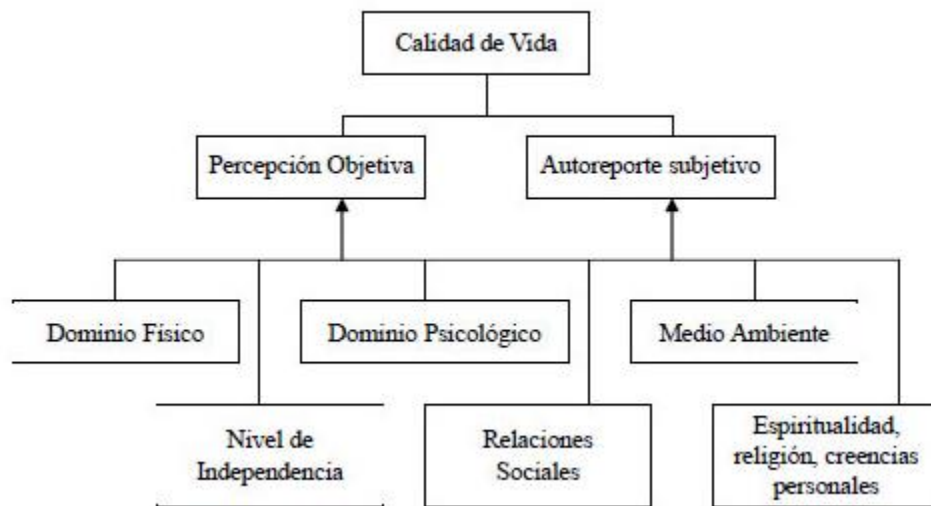 Calidad de Vida
Percepción Objetiva
Autoreporte subjetivo
Dominio Físico
Dominio Psicológico
Medio Ambiente
Nivel de
Independencia
Relaciones
Sociales
Espiritualidad,
religión, creencias
personales